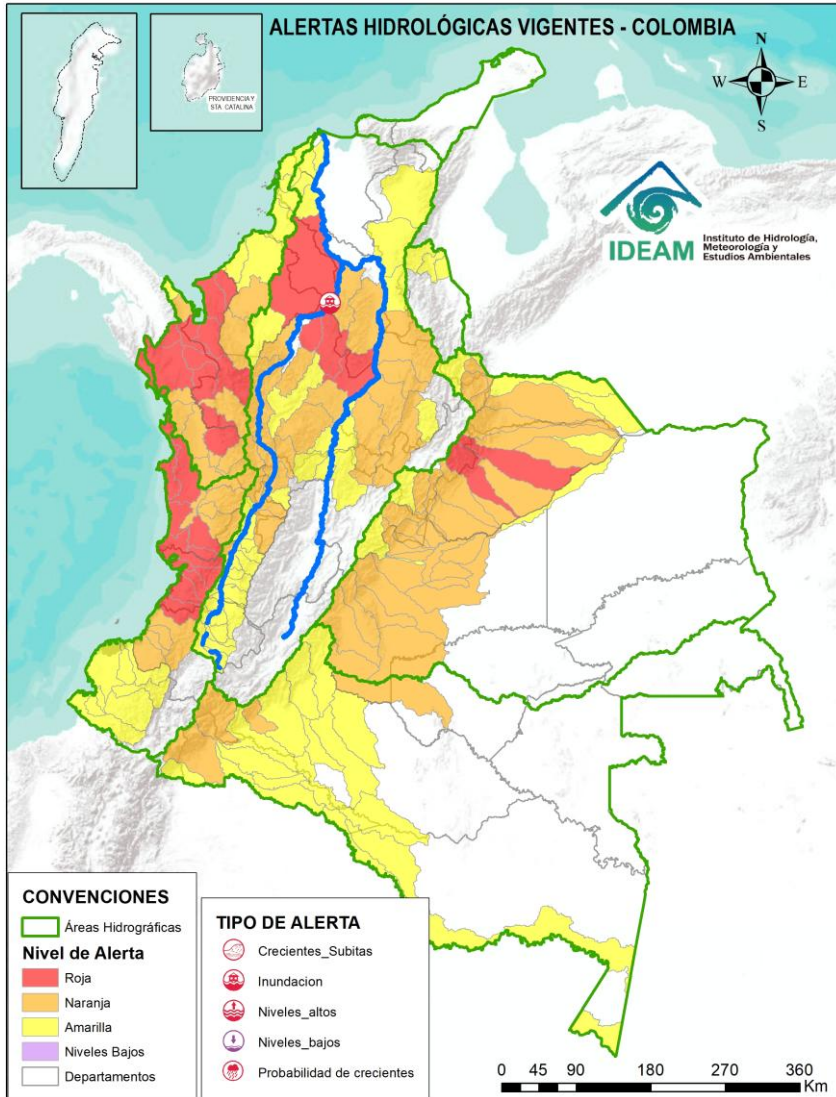 ALERTAS HIDROLÓGICAS VIGENTES - COLOMBIA
PROVIDENCIA Y
STA. CATALINA
N
W
E
S
IDEAM
Instituto de Hidrología,
Meteorología y
Estudios Ambientales
CONVENCIONES
Áreas Hidrográficas
Nivel de Alerta
Roja
Naranja
Amarilla
Niveles Bajos
Departamentos
TIPO DE ALERTA
Crecientes_Subitas
Inundacion
Niveles_altos
Niveles_bajos
Probabilidad de crecientes
0 45 90 180 270 360
Km